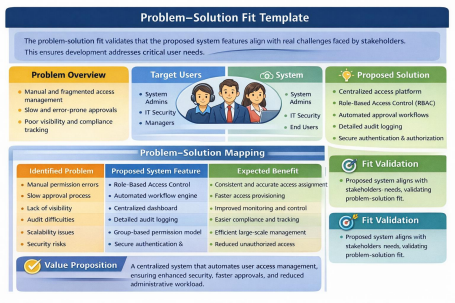 Problem–Solution Fit Template
The problem-solution fit validates that the proposed system features align with real challenges faced by stakeholders.
This ensures development addresses critical user needs.
Problem Overview
• Manual and fragmented access
management
• Slow and error-prone approvals
• Poor visibility and compliance
tracking
Target Users
• System
Admins
• IT Security
• Managers
System
• System
Admins
• IT Security
• End Users
Proposed Solution
• Centralized access platform
• Role-Based Access Control (RBAC)
• Automated approval workflows
• Detailed audit logging
• Secure authentication & authorization
Problem–Solution Mapping
Identified Problem Proposed System Feature Expected Benefit
• Manual permission errors • Role-Based Access Control • Consistent and accurate access assignment
• Slow approval process • Automated workflow engine • Faster access provisioning
• Lack of visibility • Centralized dashboard • Improved monitoring and control
• Audit difficulties • Detailed audit logging • Easier compliance and tracking
• Scalability issues • Group-based permission model • Efficient large-scale management
• Security risks • Secure authentication & • Reduced unauthorized access
Fit Validation
Proposed system aligns with
stakeholders' needs, validating
problem-solution fit.
Fit Validation
Proposed system aligns with
stakeholders needs, validating
problem-solution fit.
Value Proposition
A centralized system that automates user access management,
ensuring enhanced security, faster approvals, and reduced
administrative workload.